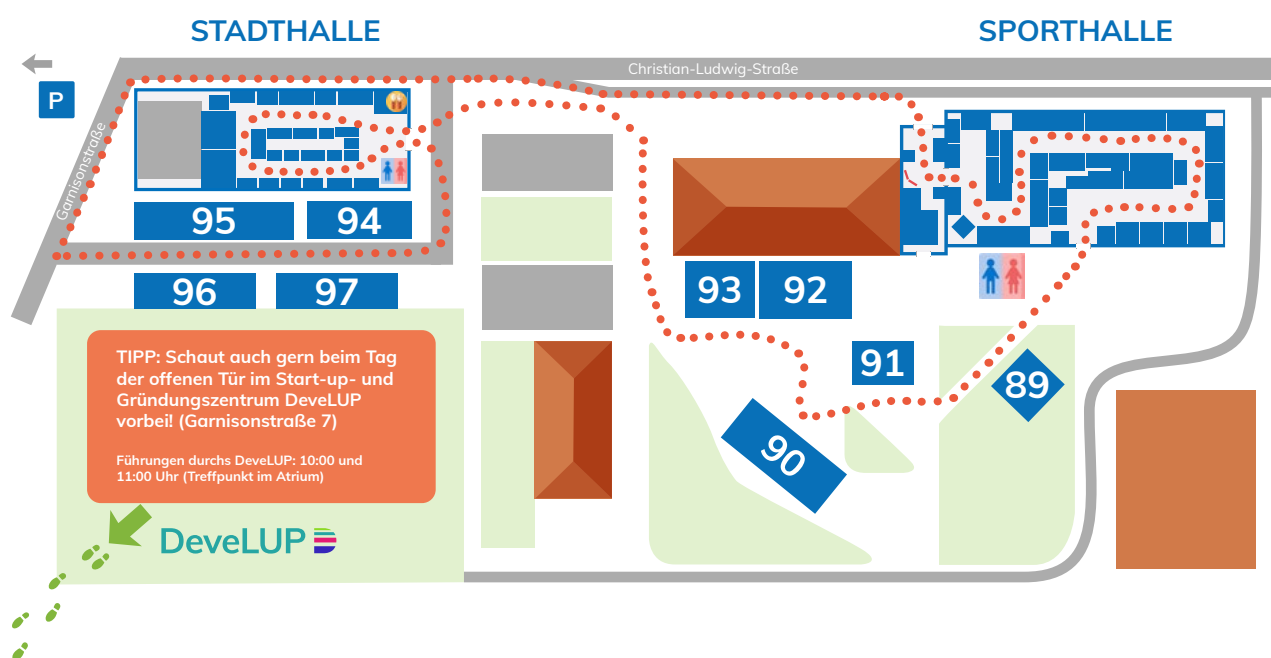 STADTHALLE
SPORTHALLE
Christian-Ludwig-Straße
P
Garnisonstraße
95
94
96
97
93
92
91
89
90
TIPP: Schaut auch gern beim Tag
der offenen Tür im Start-up- und
Gründungszentrum DeveLUP
vorbei! (Garnisonstraße 7)
Führungen durchs DeveLUP: 10:00 und
11:00 Uhr (Treffpunkt im Atrium)
DeveLUP